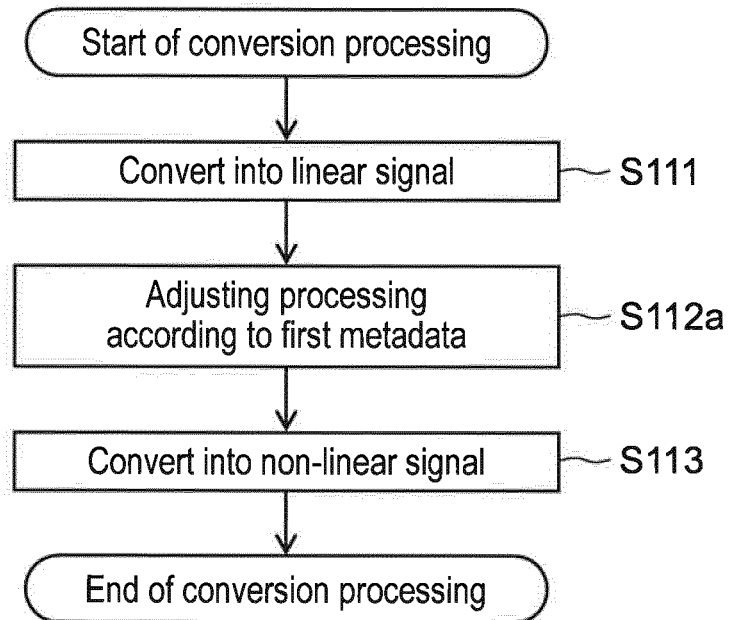 Start of conversion processing
Convert into linear signal
S111
Adjusting processing
according to first metadata
S112a
Convert into non-linear signal
S113
End of conversion processing